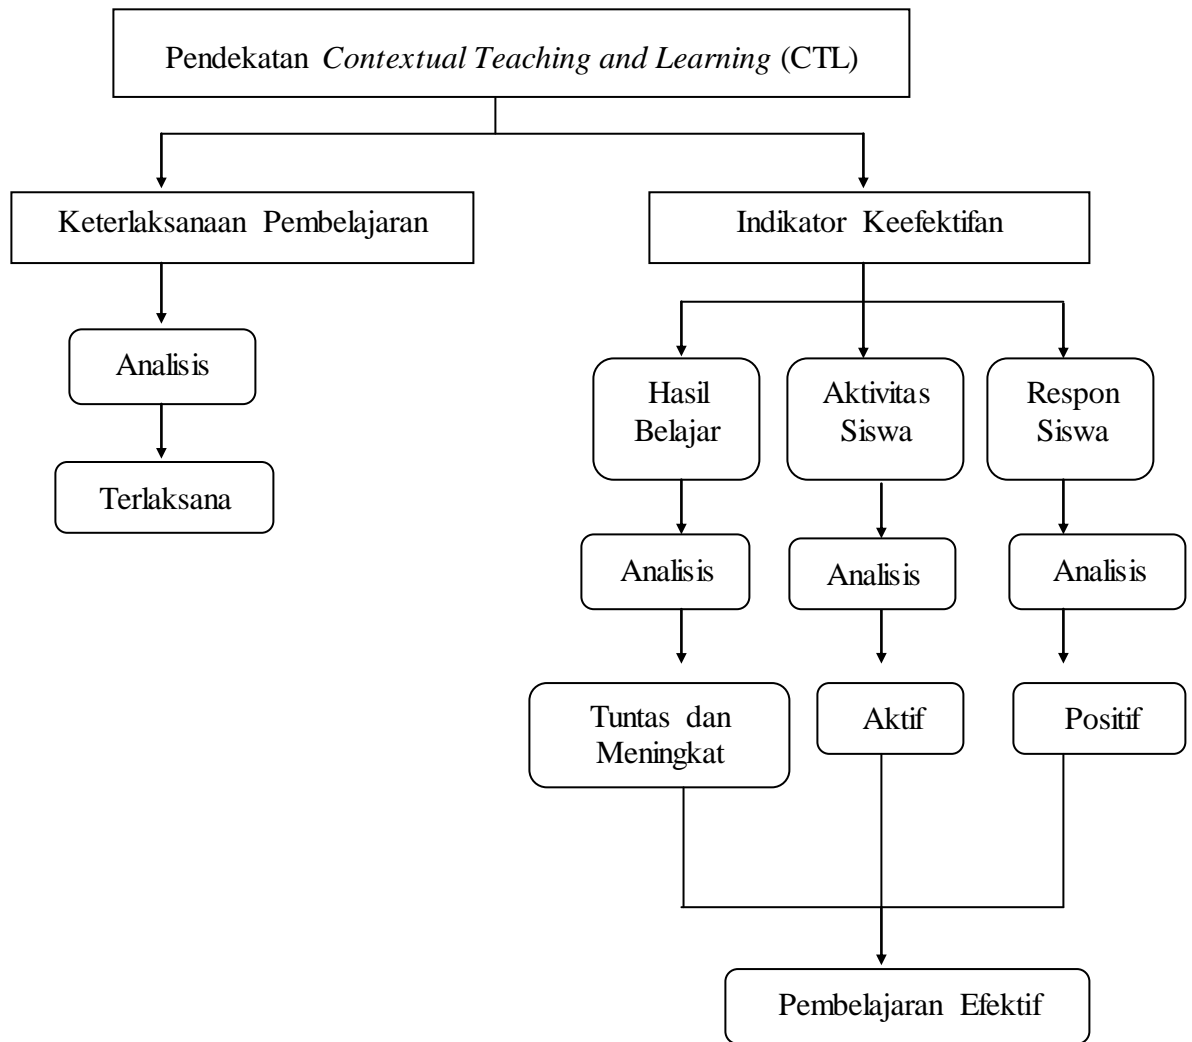 Pendekatan Contextual Teaching and Learning (CTL)
Keterlaksanaan Pembelajaran
Indikator Keefektifan
Analisis
Terlaksana
Hasil
Belajar
Aktivitas
Siswa
Respon
Siswa
Analisis
Analisis
Analisis
Tuntas dan
Meningkat
Aktif
Positif
Pembelajaran Efektif